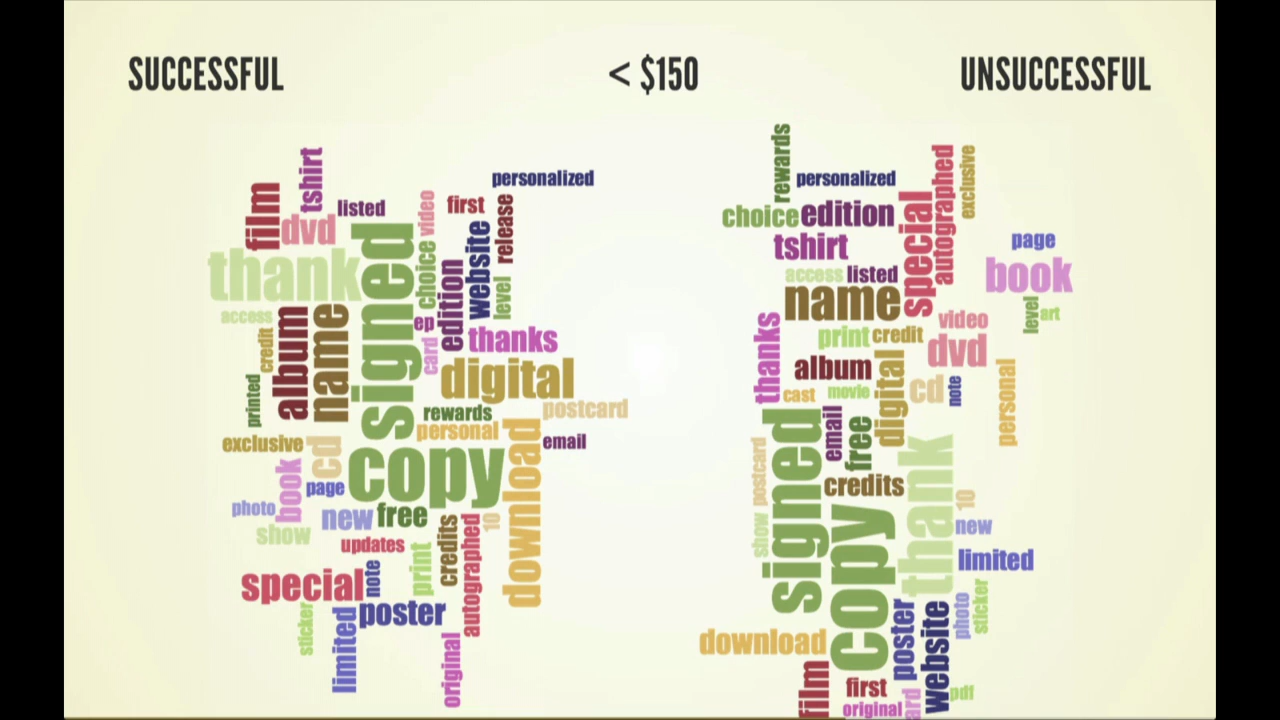 SUCCESSFUL
< $150
UNSUCCESSFUL
tshirt
personalized
film
dvd
listed
video
first
release
thank
signed
choice
edition
website
level
access
credit
album
name
ep
card
thanks
digital
printed
rewards
postcard
personal
exclusive
cd
email
copy
download
book
page
photo
new
free
show
updates
print
credits
autographed
10
special
note
sticker
limited
poster
original
rewards
personalized
special
autographed
exclusive
choice
edition
tshirt
page
access
listed
book
name
level
art
thanks
print
credit
video
dvd
album
digital
cast
movie
cd
note
personal
signed
email
free
postcard
thank
credits
show
copy
10
new
limited
download
poster
website
photo
sticker
film
first
original
pdf